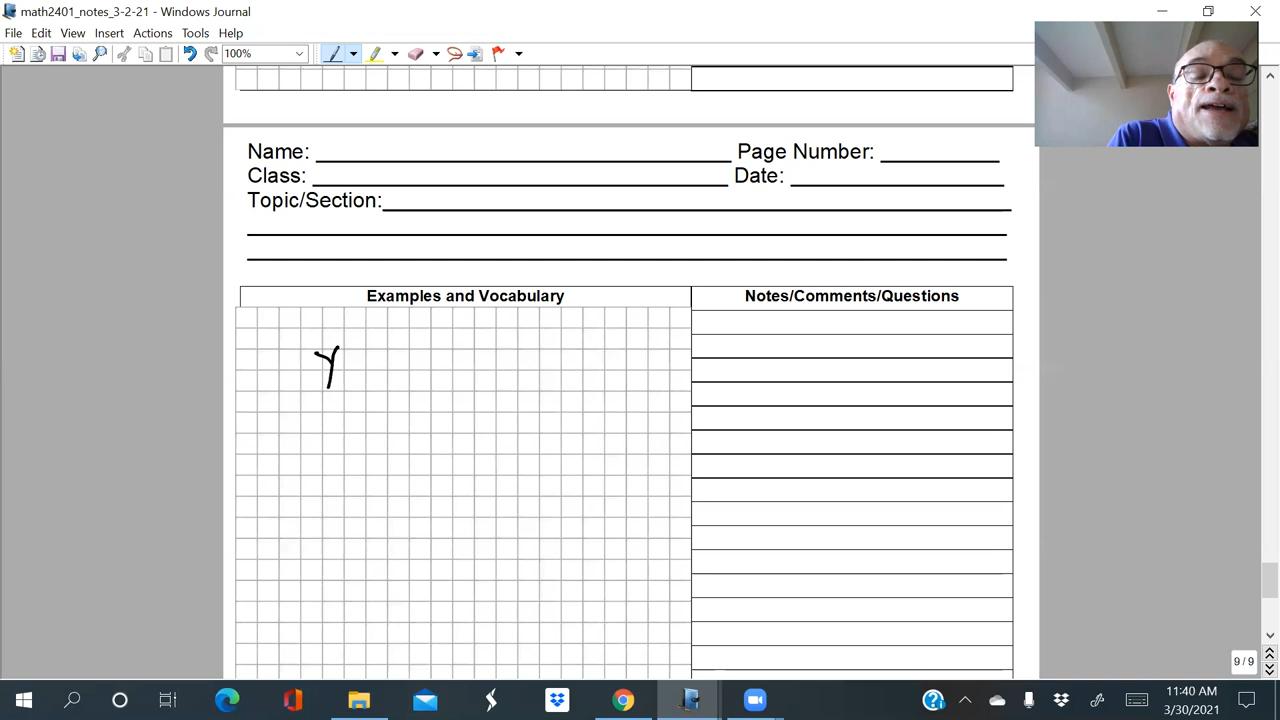 math2401_notes_3-2-21 - Windows Journal
File Edit View Insert Actions Tools Help
100%
Name: Page Number:
Class: Date:
Topic/Section:
Examples and Vocabulary Notes/Comments/Questions
Y
9 / 9
11:40 AM
3/30/2021